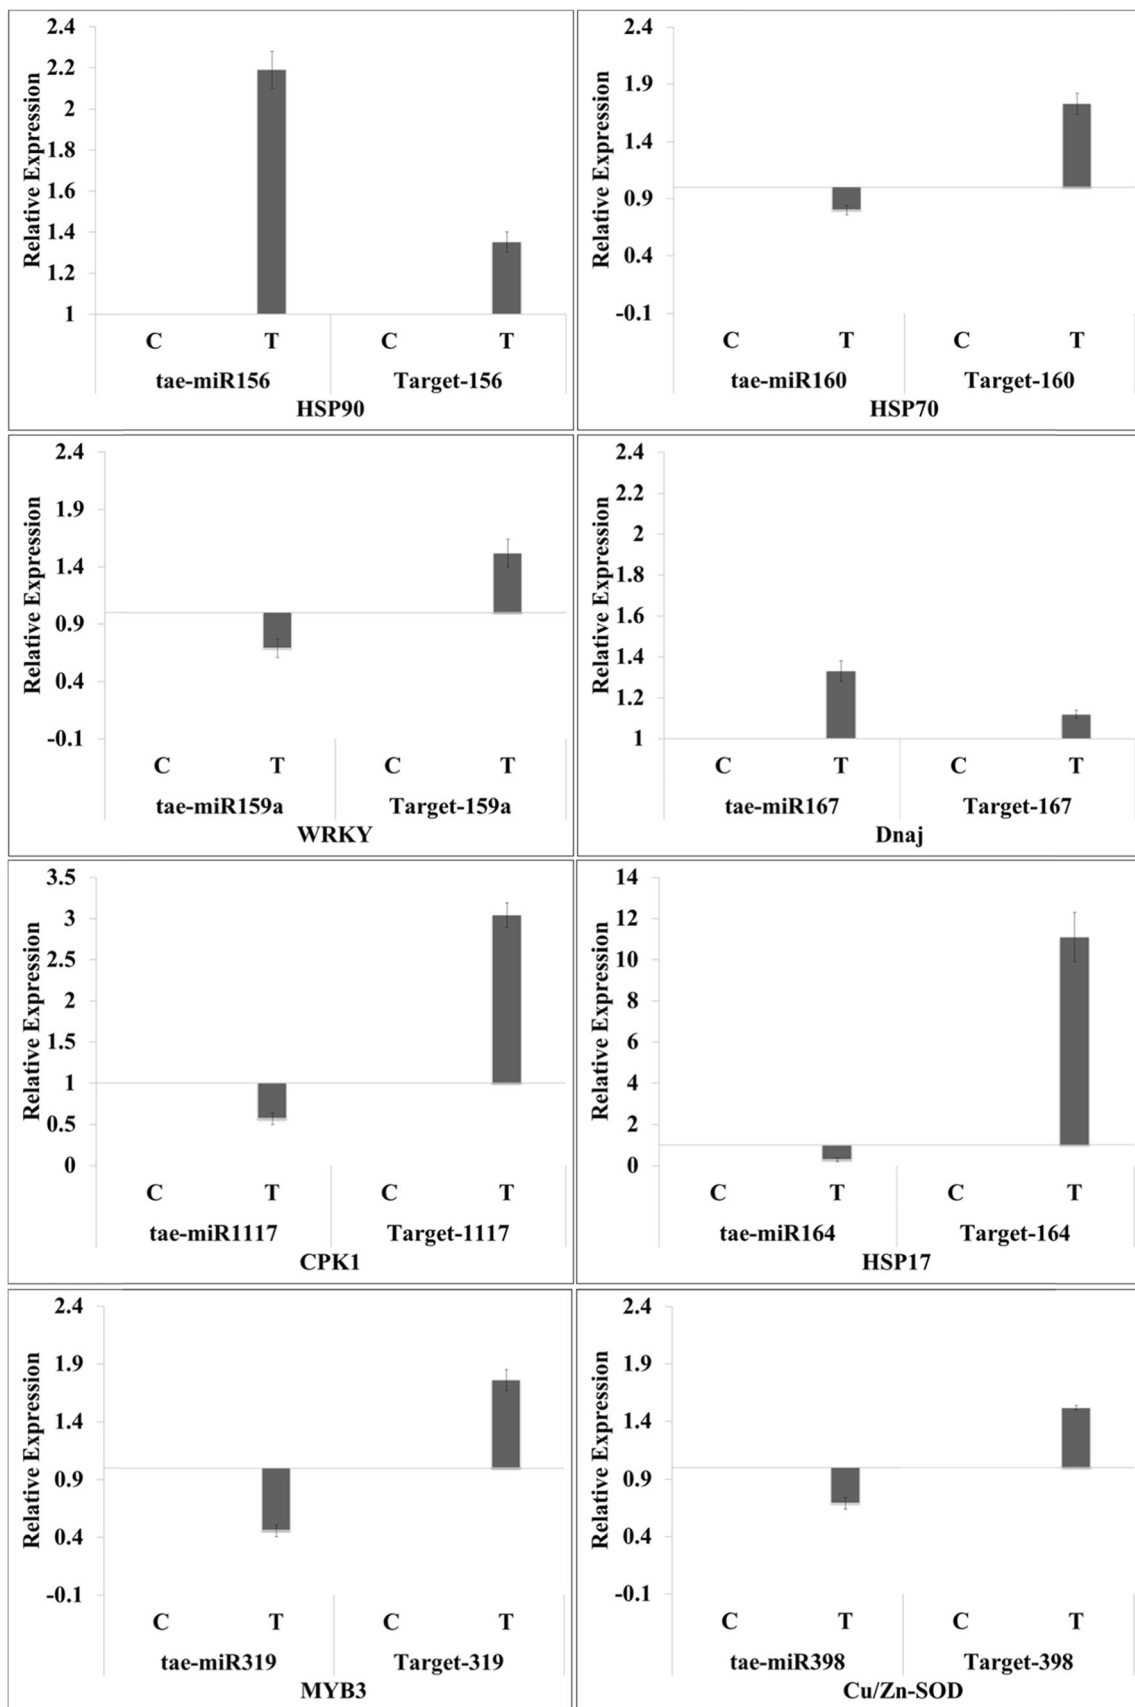 Relative Expression
2.4
2.2
2
1.8
1.6
1.4
1.2
1
C T C T
tae-miR156 Target-156
HSP90
Relative Expression
2.4
1.9
1.4
0.9
0.4
-0.1
C T C T
tae-miR160 Target-160
HSP70
Relative Expression
2.4
1.9
1.4
0.9
0.4
-0.1
C T C T
tae-miR159a Target-159a
WRKY
Relative Expression
2.4
2.2
2
1.8
1.6
1.4
1.2
1
C T C T
tae-miR167 Target-167
Dnaj
Relative Expression
3.5
3
2.5
2
1.5
1
0.5
0
C T C T
tae-miR1117 Target-1117
CPK1
Relative Expression
14
12
10
8
6
4
2
0
C T C T
tae-miR164 Target-164
HSP17
Relative Expression
2.4
1.9
1.4
0.9
0.4
-0.1
C T C T
tae-miR319 Target-319
MYB3
Relative Expression
2.4
1.9
1.4
0.9
0.4
-0.1
C T C T
tae-miR398 Target-398
Cu/Zn-SOD